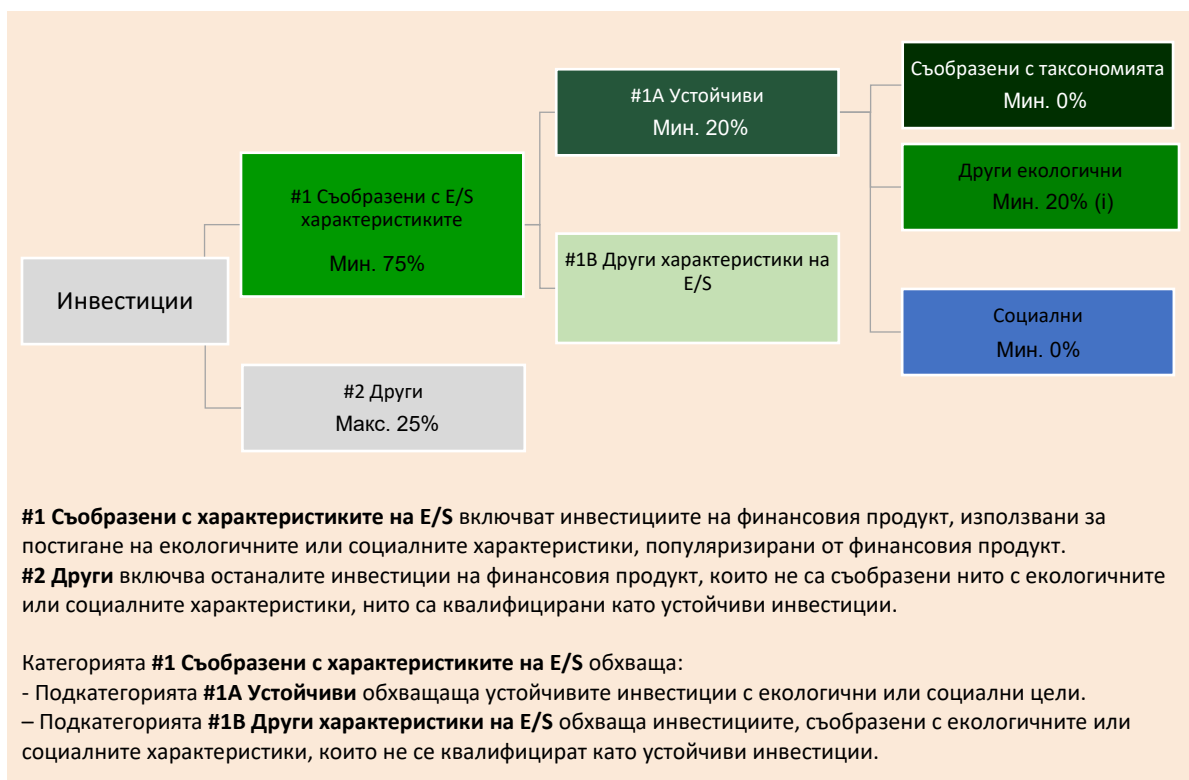 Съобразени с таксономията
Мин. 0%
#1A Устойчиви
Мин. 20%
Други екологични
Мин. 20% (i)
#1 Съобразени с E/S
характеристиките
Мин. 75%
#1B Други характеристики на
E/S
Инвестиции
Социални
Мин. 0%
#2 Други
Макс. 25%
#1 Съобразени с характеристиките на E/S включват инвестициите на финансовия продукт, използвани за
постигане на екологичните или социалните характеристики, популяризирани от финансовия продукт.
#2 Други включва останалите инвестиции на финансовия продукт, които не са съобразени нито с екологичните
или социалните характеристики, нито са квалифицирани като устойчиви инвестиции.
Категорията #1 Съобразени с характеристиките на E/S обхваща:
- Подкатегорията #1A Устойчиви обхващаща устойчивите инвестиции с екологични или социални цели.
– Подкатегорията #1B Други характеристики на E/S обхваща инвестициите, съобразени с екологичните или
социалните характеристики, които не се квалифицират като устойчиви инвестиции.